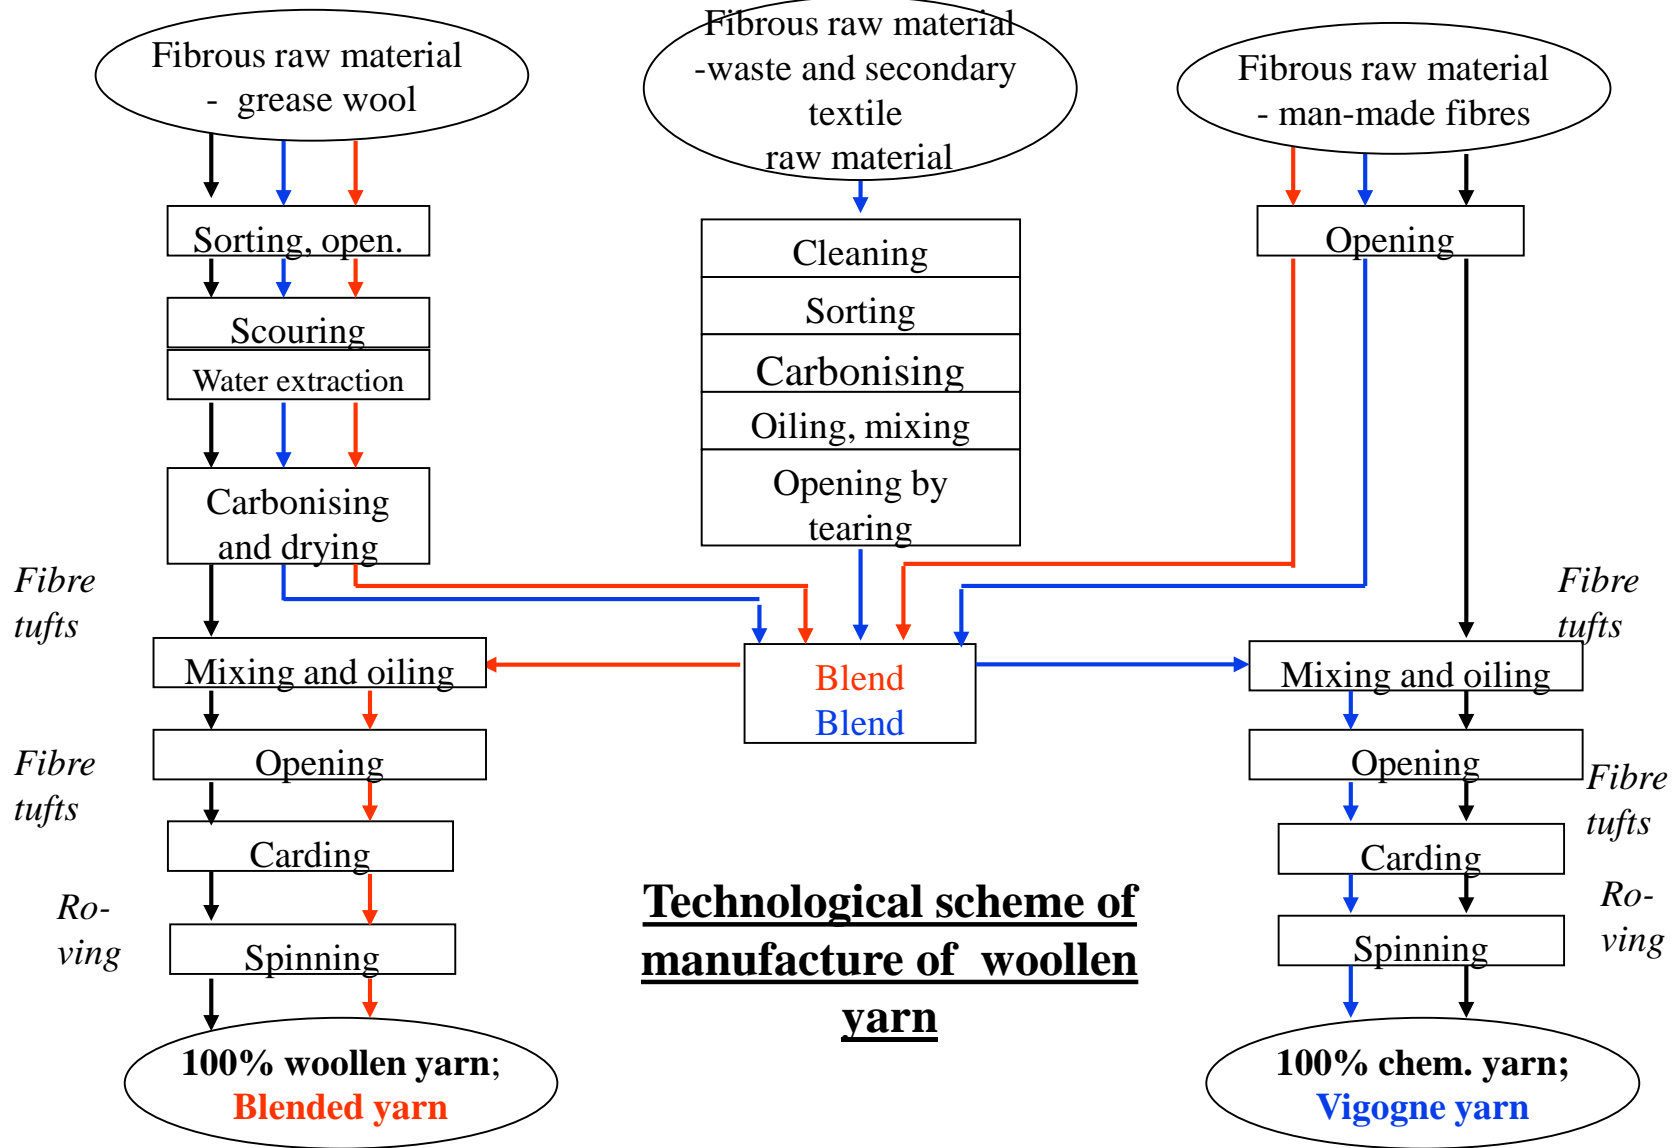 Fibrous raw material
- grease wool
Fibrous raw material
-waste and secondary
textile
raw material
Fibrous raw material
- man-made fibres
Sorting, open.
Scouring
Water extraction
Carbonising
and drying
Cleaning
Sorting
Carbonising
Oiling, mixing
Opening by
tearing
Opening
Fibre
tufts
Fibre
tufts
Mixing and oiling
Blend
Blend
Mixing and oiling
Fibre
tufts
Opening
Opening
Fibre
tufts
Carding
Carding
Ro-
ving
Ro-
ving
Spinning
Spinning
Technological scheme of
manufacture of woollen
yarn
100% woollen yarn;
Blended yarn
100% chem. yarn;
Vigogne yarn